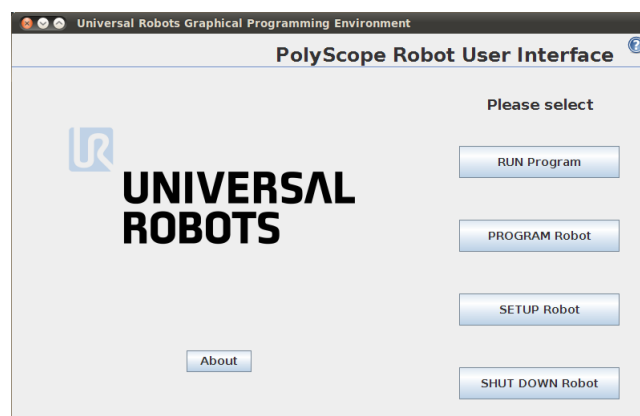 Universal Robots Graphical Programming Environment
PolyScope Robot User Interface
?
Please select
UR
UNIVERSAL
ROBOTS
RUN Program
PROGRAM Robot
SETUP Robot
About
SHUT DOWN Robot